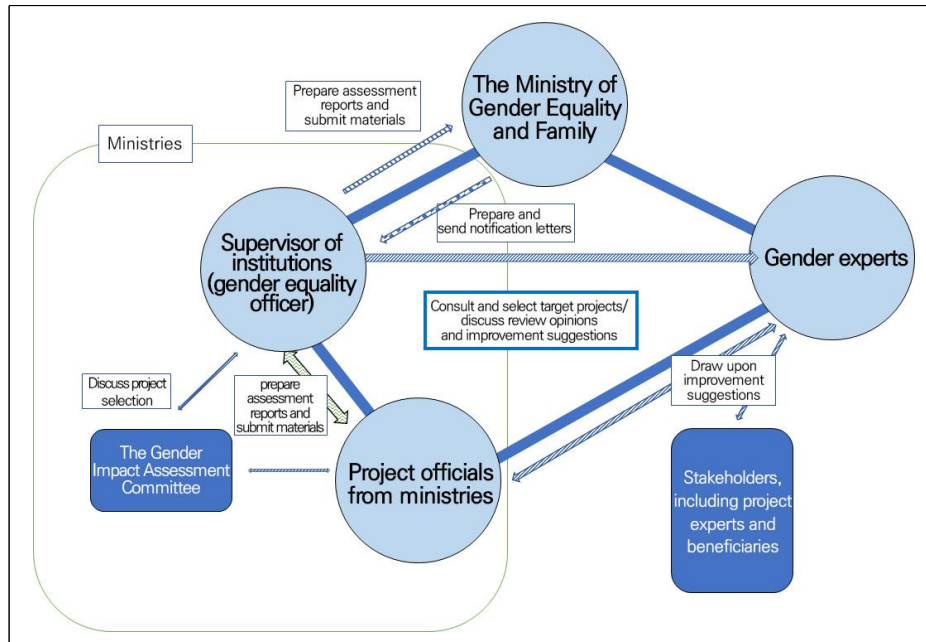 The Ministry of
Gender Equality
and Family
Prepare assessment
reports and
submit materials
Ministries
Prepare and
send notification letters
Supervisor of
institutions
(gender equality
officer)
Gender experts
Consult and select target projects/
discuss review opinions
and improvement suggestions
Discuss project
selection
prepare
assessment
reports and
submit materials
Draw upon
improvement
suggestions
The Gender
Impact Assessment
Committee
Project officials
from ministries
Stakeholders,
including project
experts and
beneficiaries